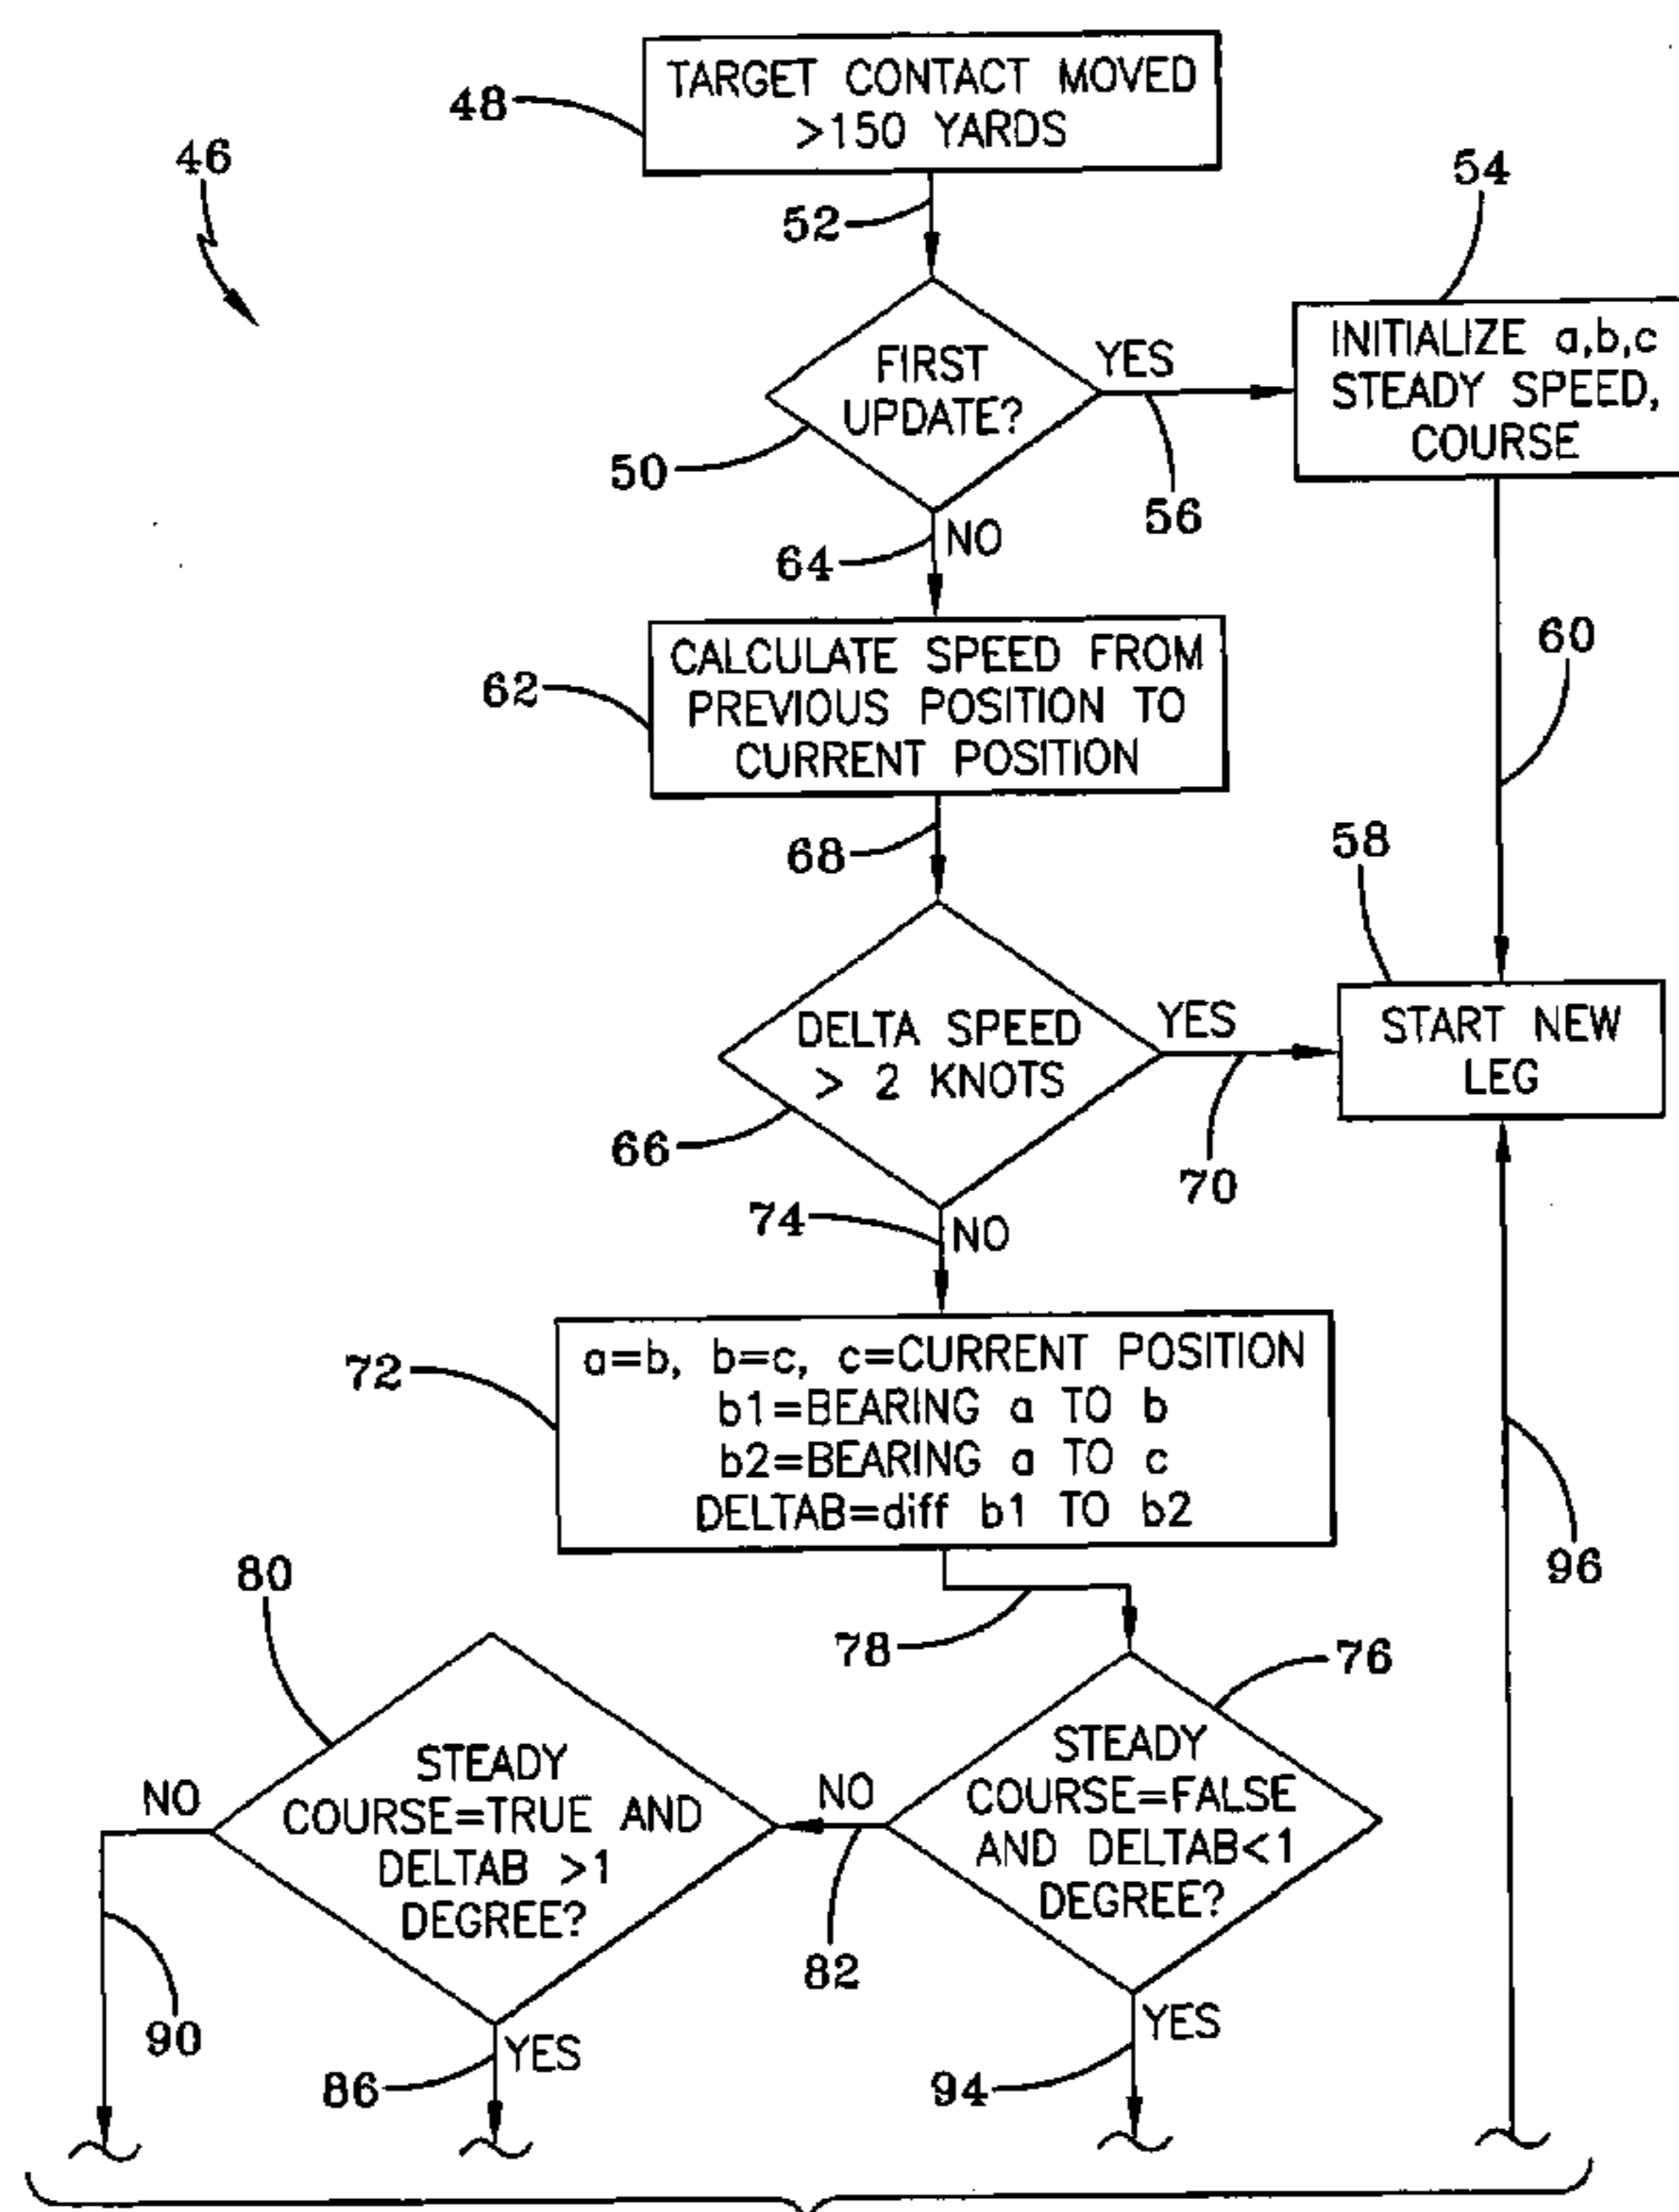 TARGET CONTACT MOVED
>150 YARDS
48
46
52
54
FIRST
UPDATE?
YES
INITIALIZE a,b,c
STEADY SPEED,
COURSE
50
56
64
NO
60
CALCULATE SPEED FROM
PREVIOUS POSITION TO
CURRENT POSITION
62
68
58
DELTA SPEED
> 2 KNOTS
YES
START NEW
LEG
66
70
74
NO
72
a=b, b=c, c=CURRENT POSITION
b1=BEARING a TO b
b2=BEARING a TO c
DELTAB=diff b1 TO b2
96
80
78
76
STEADY
COURSE=TRUE AND
DELTAB >1
DEGREE?
NO
NO
STEADY
COURSE=FALSE
AND DELTAB<1
DEGREE?
82
90
YES
86
YES
94